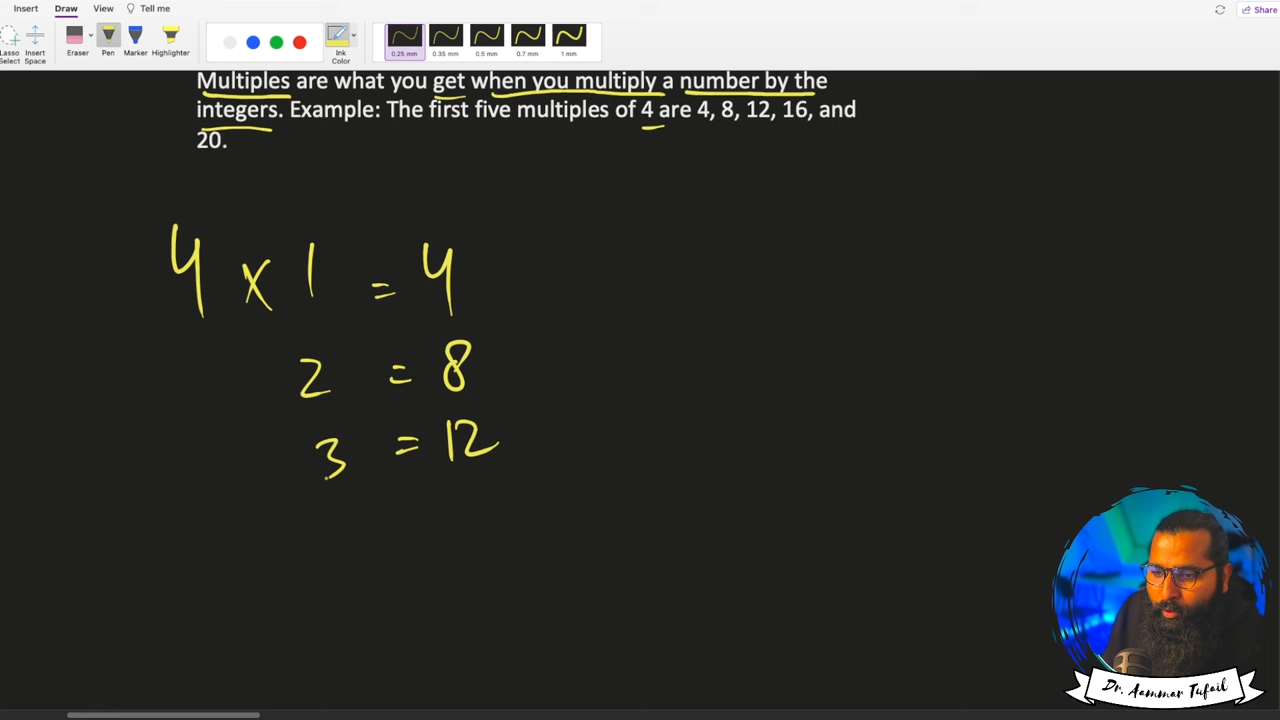 Insert Draw View Tell me
Share
Lasso Select
Insert Space
Eraser
Pen
Marker
Highlighter
Ink Color
0.25 mm
0.35 mm
0.5 mm
0.7 mm
1 mm
Multiples are what you get when you multiply a number by the
integers. Example: The first five multiples of 4 are 4, 8, 12, 16, and
20.
4 x 1 = 4
2 = 8
3 = 12
Dr. Aammar Tufail